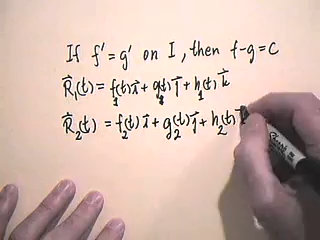 If f' = g' on I, then f-g = C
R⃗₁(t) = f₁(t)i⃗ + g₁(t)j⃗ + h₁(t)k⃗
R⃗₂(t) = f₂(t)i⃗ + g₂(t)j⃗ + h₂(t)k⃗